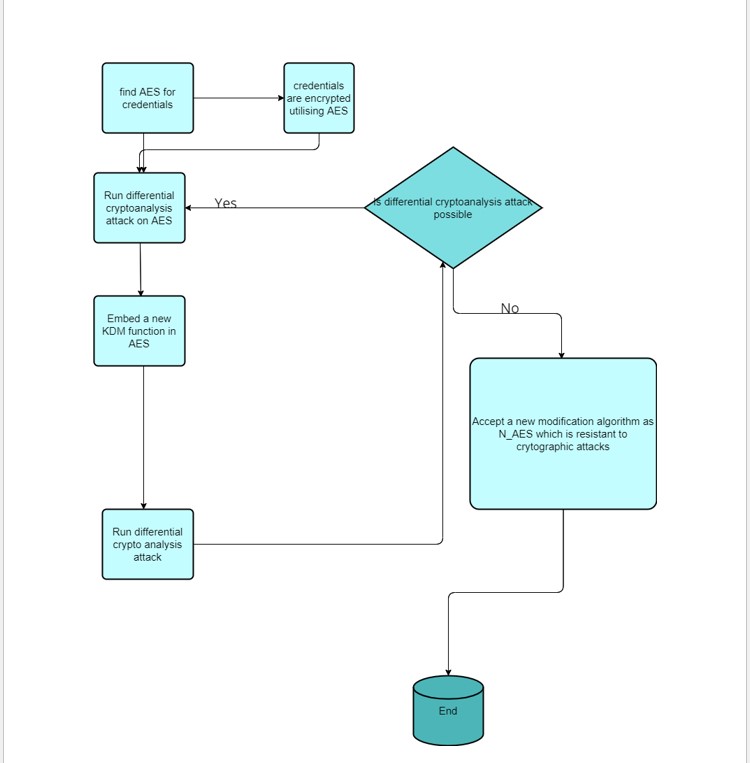 find AES for
credentials
credentials
are encrypted
utilising AES
Run differential
cryptoanalysis
attack on AES
Yes
Is differential cryptoanalysis attack
possible
Embed a new
KDM function in
AES
No
Accept a new modification algorithm as
N_AES which is resistant to
crytographic attacks
Run differential
crypto analysis
attack
End